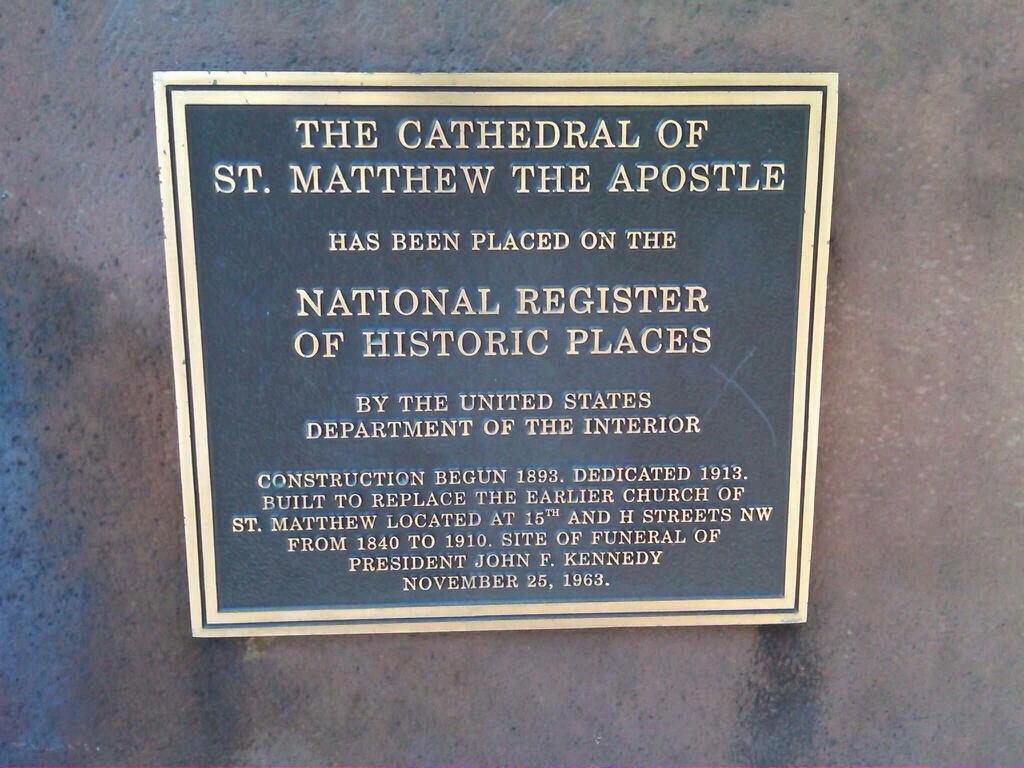 THE CATHEDRAL OF
ST. MATTHEW THE APOSTLE
HAS BEEN PLACED ON THE
NATIONAL REGISTER
OF HISTORIC PLACES
BY THE UNITED STATES
DEPARTMENT OF THE INTERIOR
CONSTRUCTION BEGUN 1893. DEDICATED 1913.
BUILT TO REPLACE THE EARLIER CHURCH OF
ST. MATTHEW LOCATED AT 15TH AND H STREETS NW
FROM 1840 TO 1910. SITE OF FUNERAL OF
PRESIDENT JOHN F. KENNEDY
NOVEMBER 25, 1963.